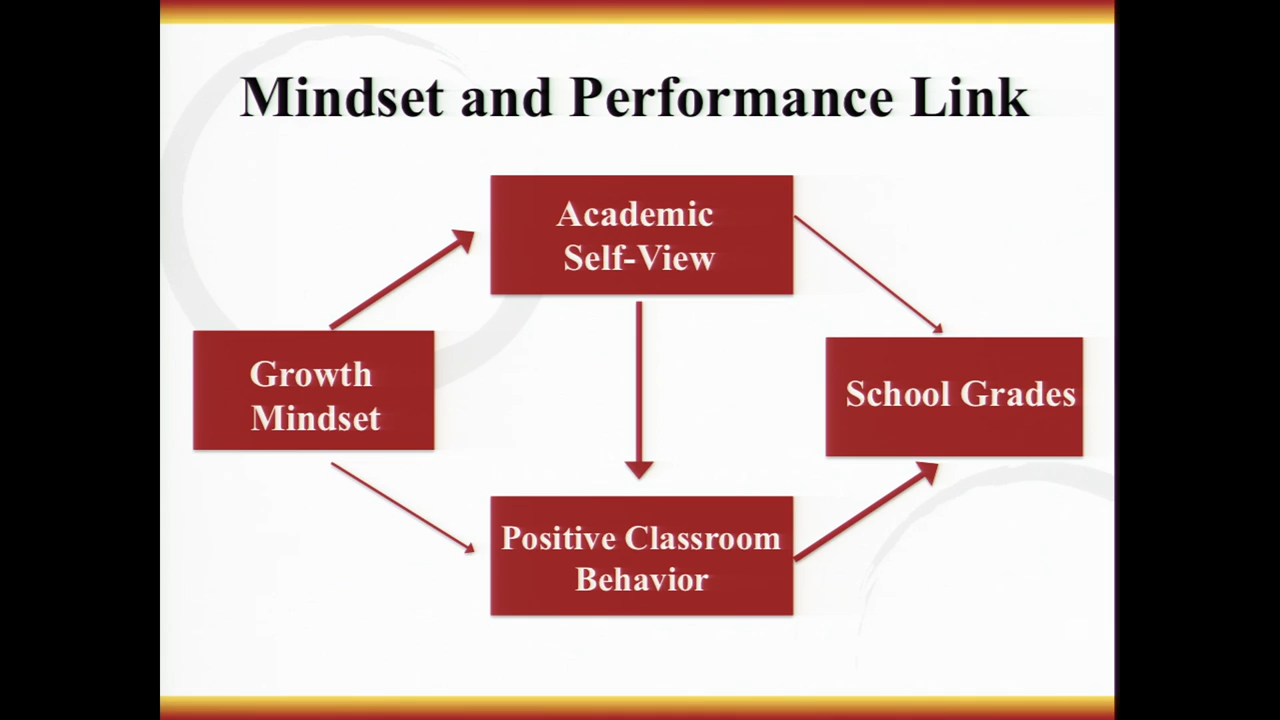 Mindset and Performance Link
Academic
Self-View
Growth
Mindset
School Grades
Positive Classroom
Behavior